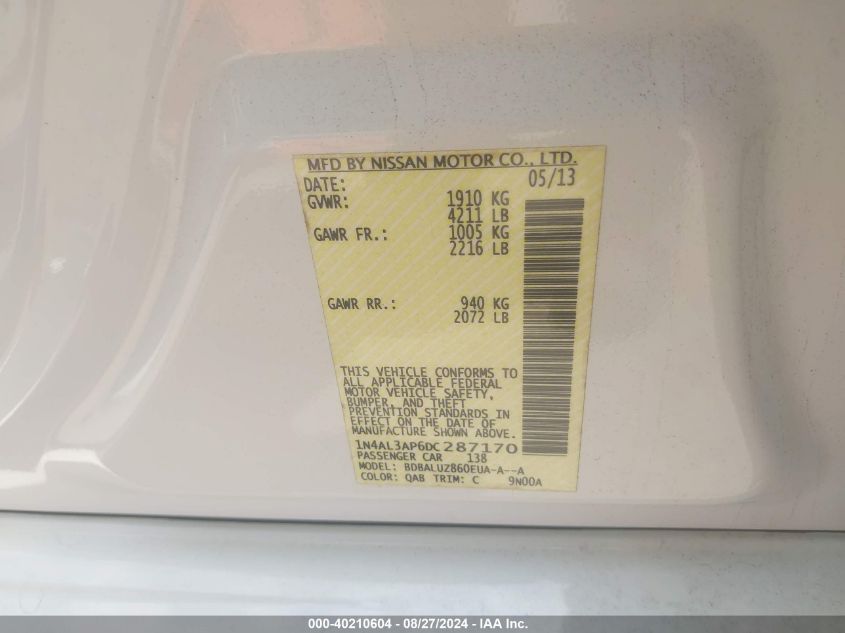 MFD BY NISSAN MOTOR CO., LTD.
DATE: 05/13
GVWR: 1910 KG
4211 LB
GAWR FR.: 1005 KG
2216 LB
GAWR RR.: 940 KG
2072 LB
THIS VEHICLE CONFORMS TO
ALL APPLICABLE FEDERAL
MOTOR VEHICLE SAFETY,
BUMPER, AND THEFT
PREVENTION STANDARDS IN
EFFECT ON THE DATE OF
MANUFACTURE SHOWN ABOVE.
1N4AL3AP6DC287170
PASSENGER CAR 138
MODEL: BDBALUZ860EUA-A--A
COLOR: QAB TRIM: C 9N00A
000-40210604 - 08/27/2024 - IAA Inc.